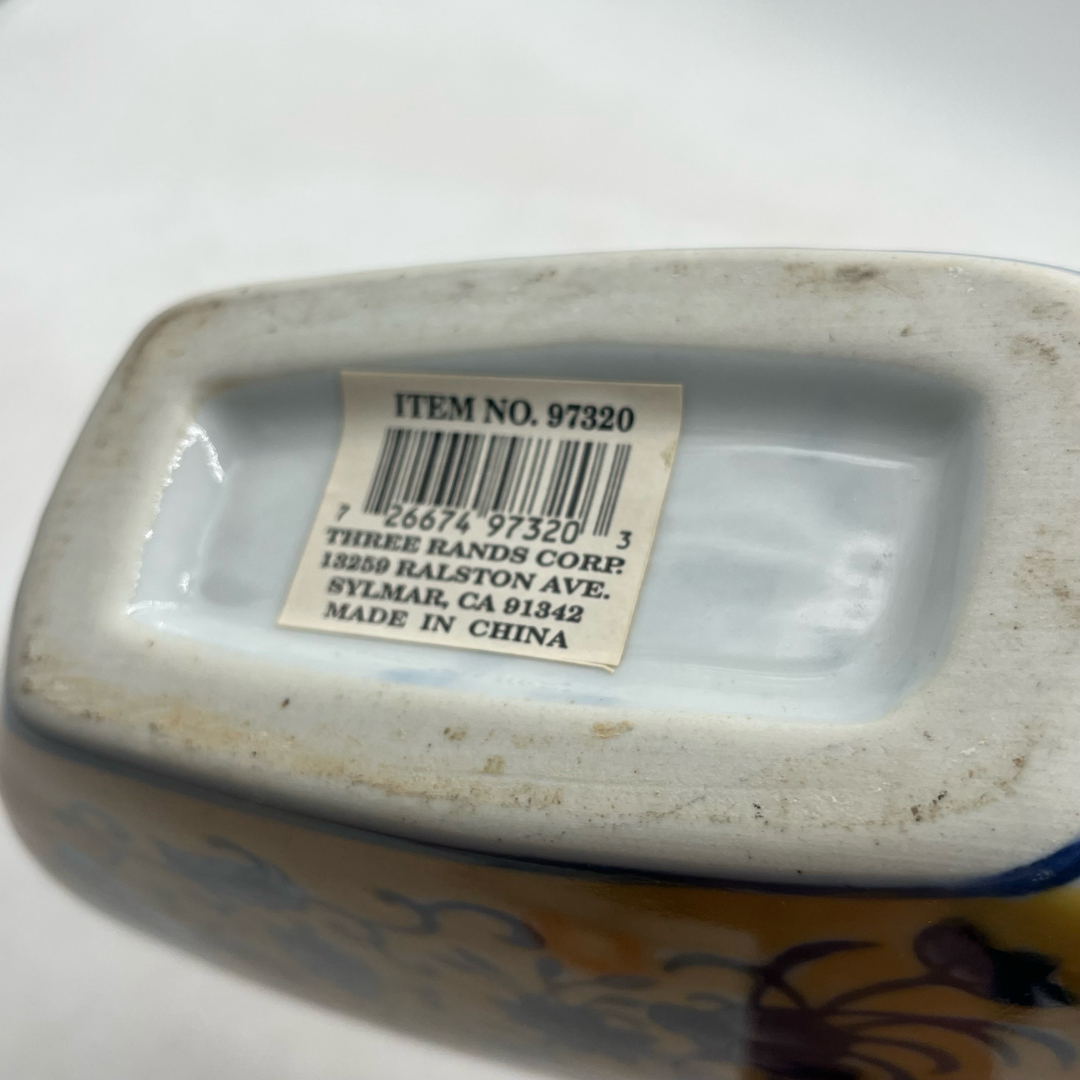 ITEM NO. 97320
7 26674 97320 3
THREE RANDS CORP.
13259 RALSTON AVE.
SYLMAR, CA 91342
MADE IN CHINA